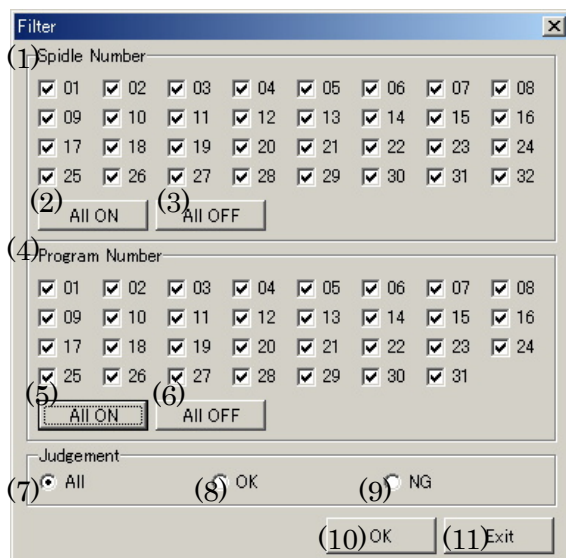 Filter
(1) Spidle Number
01 02 03 04 05 06 07 08
09 10 11 12 13 14 15 16
17 18 19 20 21 22 23 24
25 26 27 28 29 30 31 32
(2) All ON (3) All OFF
(4) Program Number
01 02 03 04 05 06 07 08
09 10 11 12 13 14 15 16
17 18 19 20 21 22 23 24
25 26 27 28 29 30 31
(5) All ON (6) All OFF
Judgement
(7) All (8) OK (9) NG
(10) OK (11) Exit